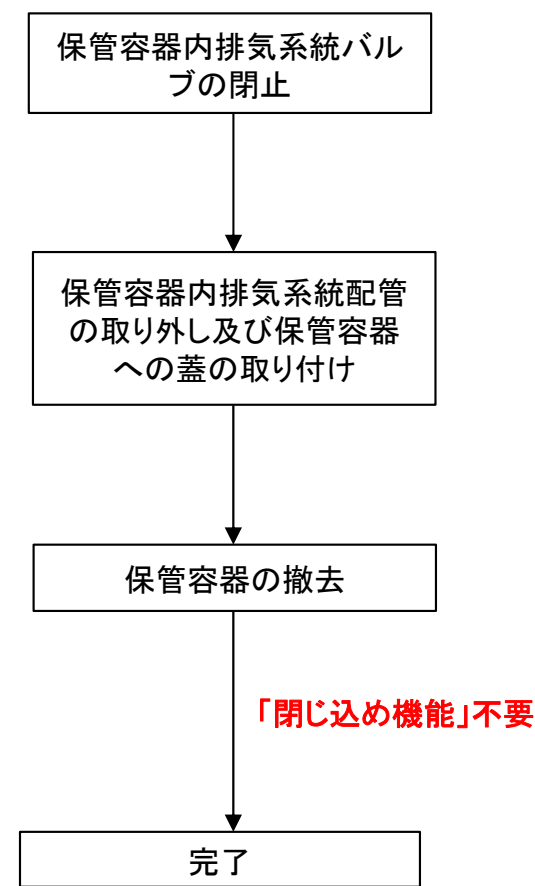 保管容器内排気系統バル
ブの閉止
保管容器内排気系統配管
の取り外し及び保管容器
への蓋の取り付け
保管容器の撤去
「閉じ込め機能」不要
完了